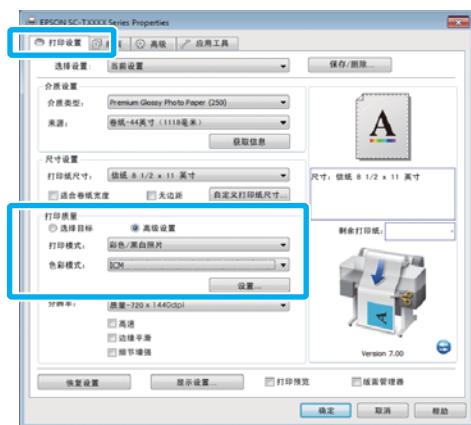 EPSON SC-TXXXX Series Properties
打印设置 高级 应用工具
选择设置: 当前设置 保存/删除...
介质设置
介质类型: Premium Glossy Photo Paper (250)
来源: 卷纸-44英寸 (1118毫米)
获取信息
尺寸设置
打印纸尺寸: 信纸 8 1/2 x 11 英寸
适合卷纸宽度 无边距 自定义打印纸尺寸...
尺寸: 信纸 8 1/2 x 11 英寸
打印质量
选择目标 高级设置
剩余打印纸: -
打印模式: 彩色/黑白照片
色彩模式: ICM
设置...
分辨率: 质量-720 x 1440dpi
高速
边缘平滑
细节增强
Version 7.00
恢复设置 显示设置... 打印预览 版面管理器
确定 取消 帮助
A